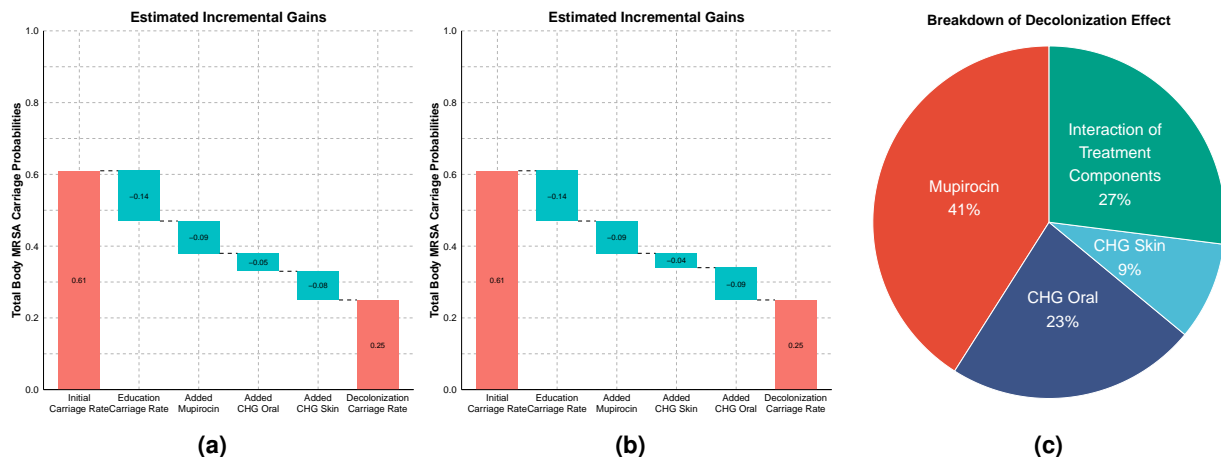 Estimated Incremental Gains
Total Body MRSA Carriage Probabilities
1.0
0.8
0.6
0.4
0.2
0.0
0.61
−0.14
−0.09
−0.05
−0.08
0.25
Initial
Carriage Rate
Education
Carriage Rate
Added
Mupirocin
Added
CHG Oral
Added
CHG Skin
Decolonization
Carriage Rate
(a)
Estimated Incremental Gains
Total Body MRSA Carriage Probabilities
1.0
0.8
0.6
0.4
0.2
0.0
0.61
−0.14
−0.09
−0.04
−0.09
0.25
Initial
Carriage Rate
Education
Carriage Rate
Added
Mupirocin
Added
CHG Skin
Added
CHG Oral
Decolonization
Carriage Rate
(b)
Breakdown of Decolonization Effect
Mupirocin
41%
Interaction of
Treatment
Components
27%
CHG Skin
9%
CHG Oral
23%
(c)